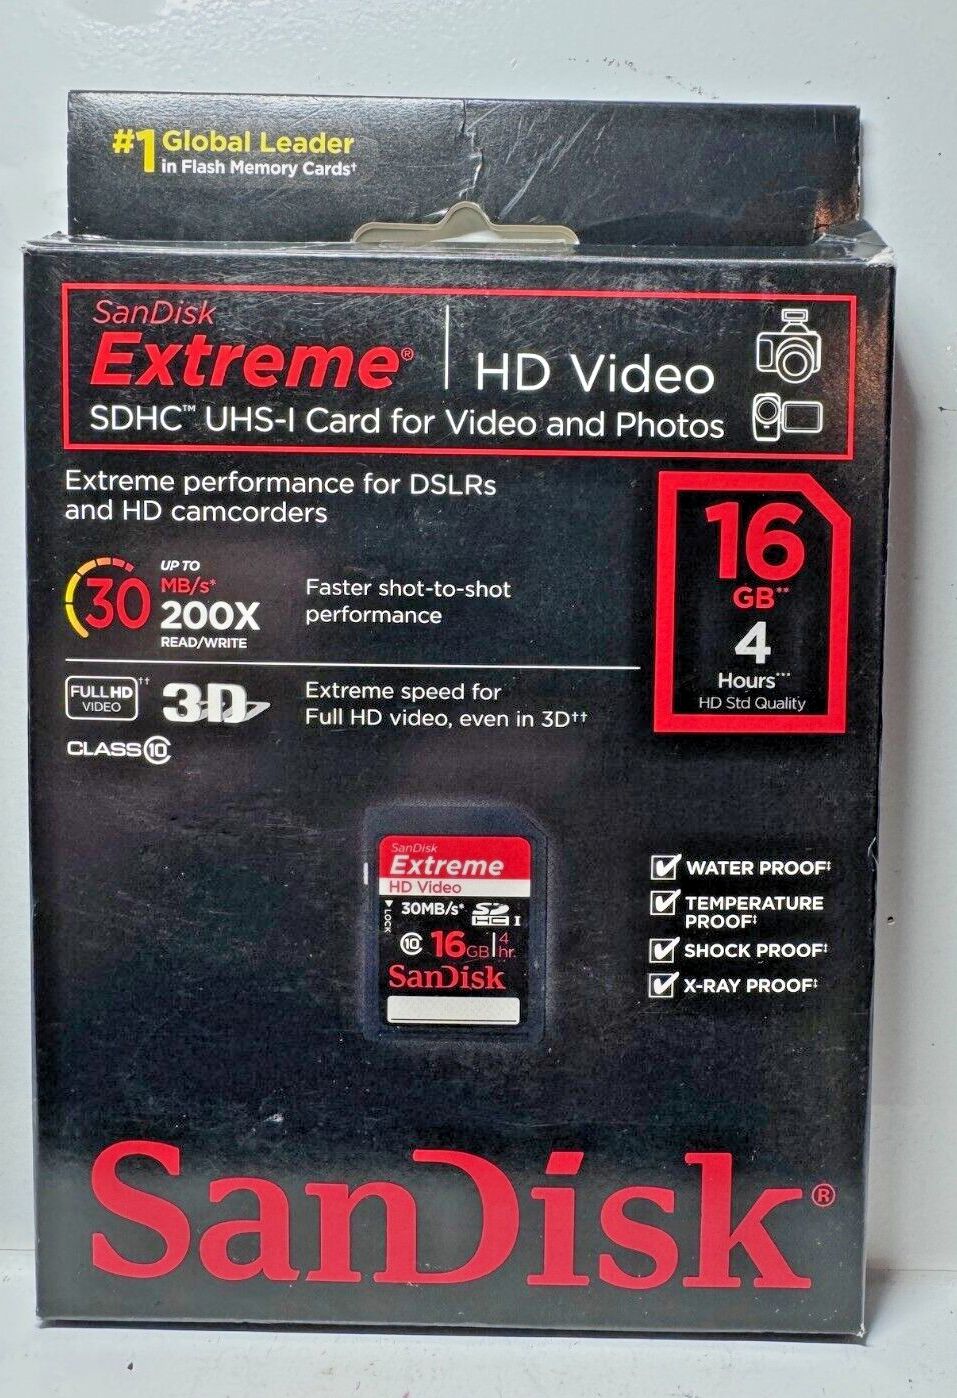 #1 Global Leader
in Flash Memory Cards†
SanDisk
Extreme® HD Video
SDHC™ UHS-I Card for Video and Photos
Extreme performance for DSLRs
and HD camcorders
16
GB**
4
Hours***
HD Std Quality
30
UP TO
MB/s*
200X
READ/WRITE
Faster shot-to-shot
performance
FULL HD††
VIDEO
3D
Extreme speed for
Full HD video, even in 3D††
CLASS 10
SanDisk
Extreme
HD Video
LOCK
30MB/s* SDHC I
10 16GB 4
hr.
SanDisk
WATER PROOF‡
TEMPERATURE
PROOF‡
SHOCK PROOF‡
X-RAY PROOF‡
SanDisk®